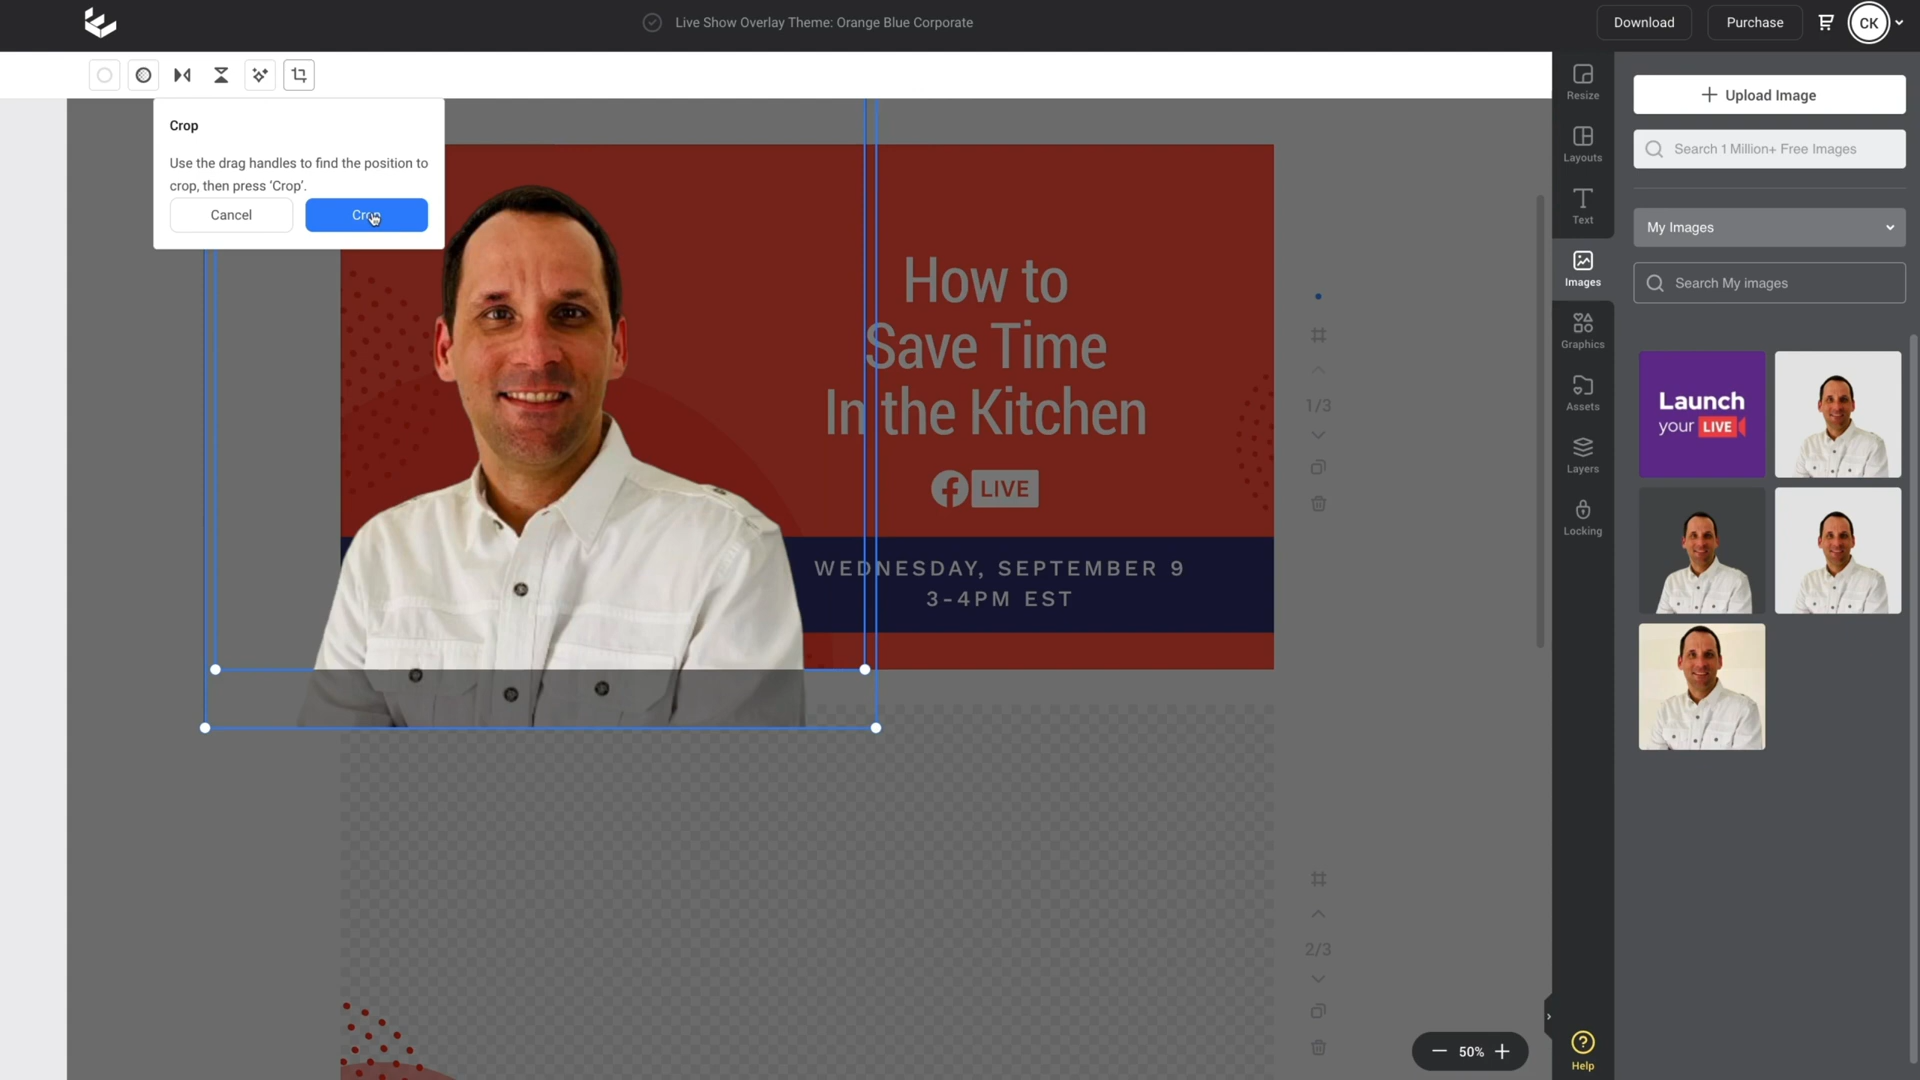 Live Show Overlay Theme: Orange Blue Corporate
Download
Purchase
CK
Crop
Use the drag handles to find the position to
crop, then press ‘Crop’.
Cancel
Crop
How to
Save Time
In the Kitchen
LIVE
WEDNESDAY, SEPTEMBER 9
3-4PM EST
1/3
2/3
50%
Resize
Layouts
Text
Images
Graphics
Assets
Layers
Locking
Help
Upload Image
Search 1 Million+ Free Images
My Images
Search My images
Launch
your LIVE